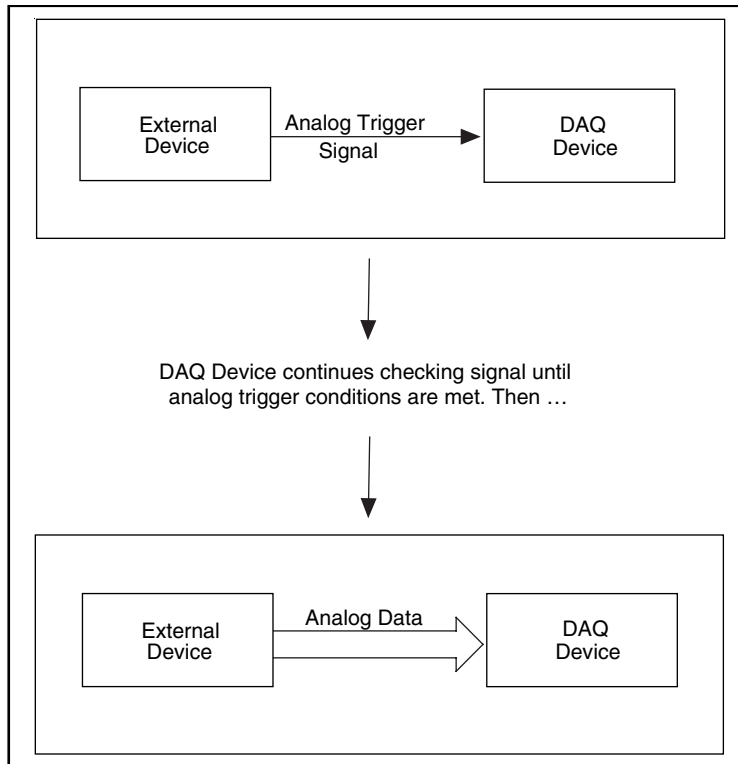 External
Device
Analog Trigger
Signal
DAQ
Device
DAQ Device continues checking signal until
analog trigger conditions are met. Then …
External
Device
Analog Data
DAQ
Device